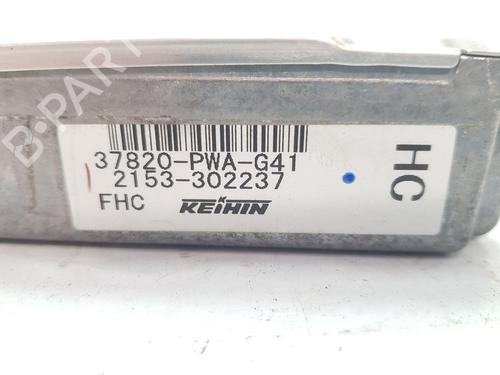 37820-PWA-G41
2153-302237
FHC KEIHIN
HC
B-PARTS